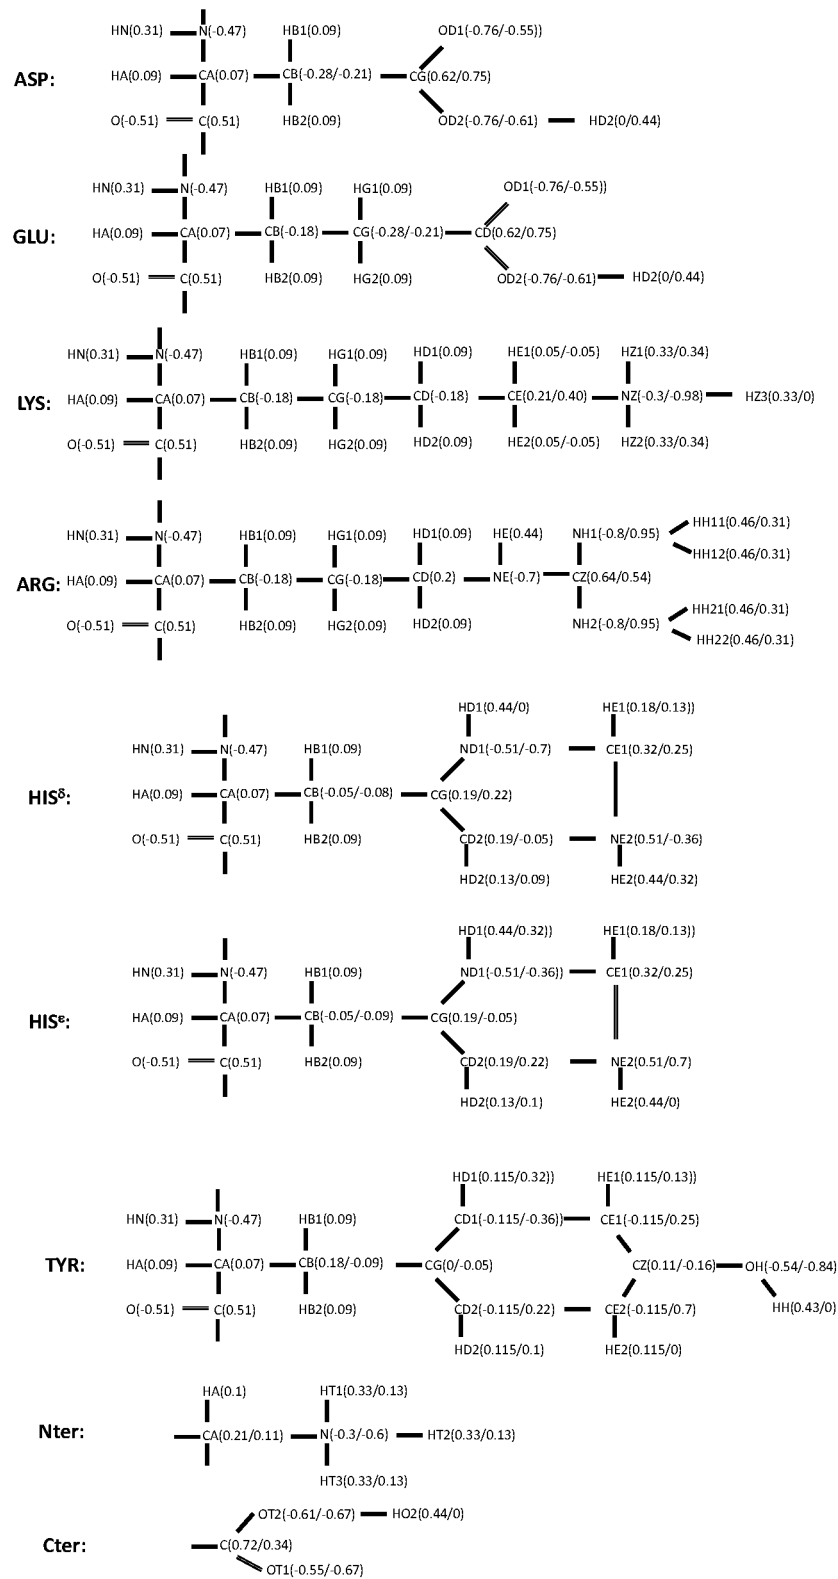 HN(0.31) N(-0.47) HB1(0.09) OD1(-0.76/-0.55))
ASP: HA(0.09) CA(0.07) CB(-0.28/-0.21) CG(0.62/0.75)
O(-0.51) C(0.51) HB2(0.09) OD2(-0.76/-0.61) HD2(0/0.44)
HN(0.31) N(-0.47) HB1(0.09) HG1(0.09) OD1(-0.76/-0.55))
GLU: HA(0.09) CA(0.07) CB(-0.18) CG(-0.28/-0.21) CD(0.62/0.75)
O(-0.51) C(0.51) HB2(0.09) HG2(0.09) OD2(-0.76/-0.61) HD2(0/0.44)
HN(0.31) N(-0.47) HB1(0.09) HG1(0.09) HD1(0.09) HE1(0.05/-0.05) HZ1(0.33/0.34)
LYS: HA(0.09) CA(0.07) CB(-0.18) CG(-0.18) CD(-0.18) CE(0.21/0.40) NZ(-0.3/-0.98) HZ3(0.33/0)
O(-0.51) C(0.51) HB2(0.09) HG2(0.09) HD2(0.09) HE2(0.05/-0.05) HZ2(0.33/0.34)
HH11(0.46/0.31)
HN(0.31) N(-0.47) HB1(0.09) HG1(0.09) HD1(0.09) HE(0.44) NH1(-0.8/0.95)
HH12(0.46/0.31)
ARG: HA(0.09) CA(0.07) CB(-0.18) CG(-0.18) CD(0.2) NE(-0.7) CZ(0.64/0.54)
HH21(0.46/0.31)
O(-0.51) C(0.51) HB2(0.09) HG2(0.09) HD2(0.09) NH2(-0.8/0.95)
HH22(0.46/0.31)
HD1(0.44/0) HE1(0.18/0.13))
HN(0.31) N(-0.47) HB1(0.09) ND1(-0.51/-0.7) CE1(0.32/0.25)
HISδ: HA(0.09) CA(0.07) CB(-0.05/-0.08) CG(0.19/0.22)
O(-0.51) C(0.51) HB2(0.09) CD2(0.19/-0.05) NE2(0.51/-0.36)
HD2(0.13/0.09) HE2(0.44/0.32)
HD1(0.44/0.32)) HE1(0.18/0.13))
HN(0.31) N(-0.47) HB1(0.09) ND1(-0.51/-0.36)) CE1(0.32/0.25)
HISε: HA(0.09) CA(0.07) CB(-0.05/-0.09) CG(0.19/-0.05)
O(-0.51) C(0.51) HB2(0.09) CD2(0.19/0.22) NE2(0.51/0.7)
HD2(0.13/0.1) HE2(0.44/0)
HD1(0.115/0.32)) HE1(0.115/0.13))
HN(0.31) N(-0.47) HB1(0.09) CD1(-0.115/-0.36)) CE1(-0.115/0.25)
TYR: HA(0.09) CA(0.07) CB(0.18/-0.09) CG(0/-0.05) CZ(0.11/-0.16) OH(-0.54/-0.84)
O(-0.51) C(0.51) HB2(0.09) CD2(-0.115/0.22) CE2(-0.115/0.7) HH(0.43/0)
HD2(0.115/0.1) HE2(0.115/0)
HA(0.1) HT1(0.33/0.13)
Nter: CA(0.21/0.11) N(-0.3/-0.6) HT2(0.33/0.13)
HT3(0.33/0.13)
OT2(-0.61/-0.67) HO2(0.44/0)
Cter: C(0.72/0.34)
OT1(-0.55/-0.67)